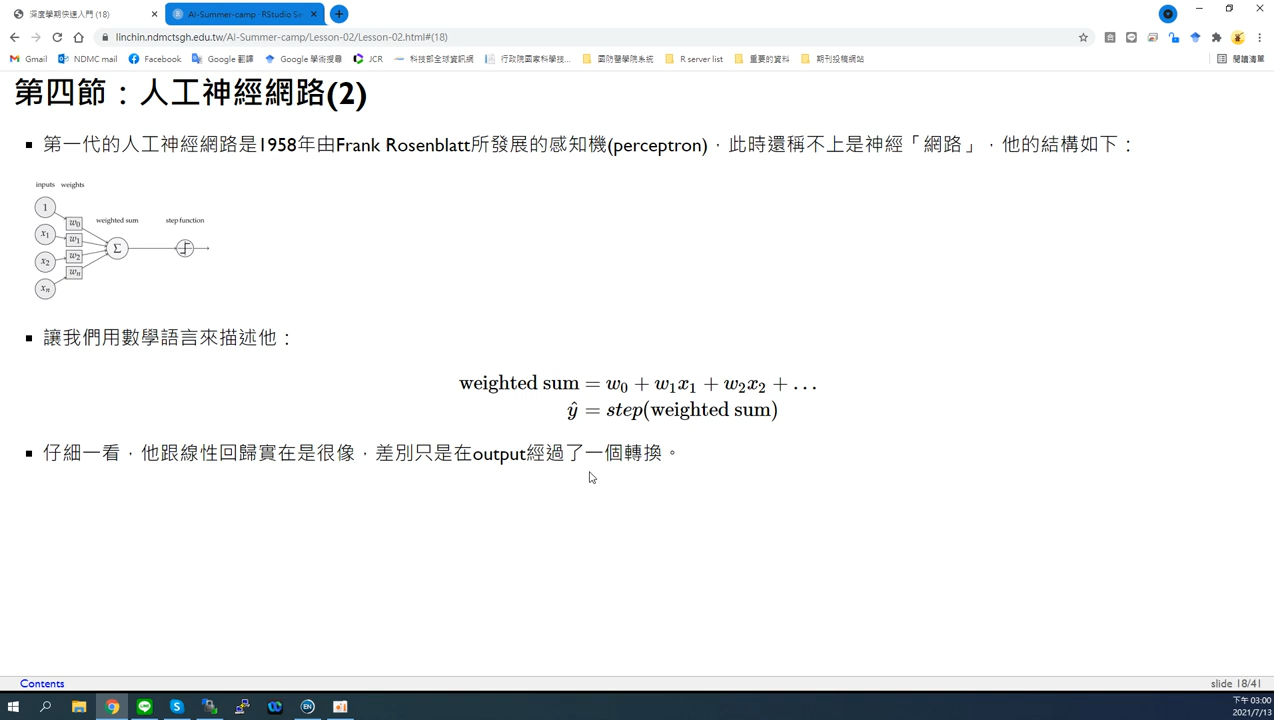 深度學期快速入門 (18)
AI-Summer-camp - RStudio Se
linchin.ndmctsgh.edu.tw/AI-Summer-camp/Lesson-02/Lesson-02.html#(18)
Gmail NDMC mail Facebook Google 翻譯 Google 學術搜尋 JCR 科技部全球資訊網 行政院國家科學技... 國防醫學院系統 R server list 重要的資料 期刊投稿網站 閱讀清單
第四節：人工神經網路(2)
第一代的人工神經網路是1958年由Frank Rosenblatt所發展的感知機(perceptron)，此時還稱不上是神經「網路」，他的結構如下：
inputs weights
weighted sum step function
1
w0
x1
w1
Σ
x2
w2
wn
xn
讓我們用數學語言來描述他：
weighted sum = w0 + w1x1 + w2x2 + …
ŷ = step(weighted sum)
仔細一看，他跟線性回歸實在是很像，差別只是在output經過了一個轉換。
Contents
slide 18/41
EN
下午 03:00
2021/7/13